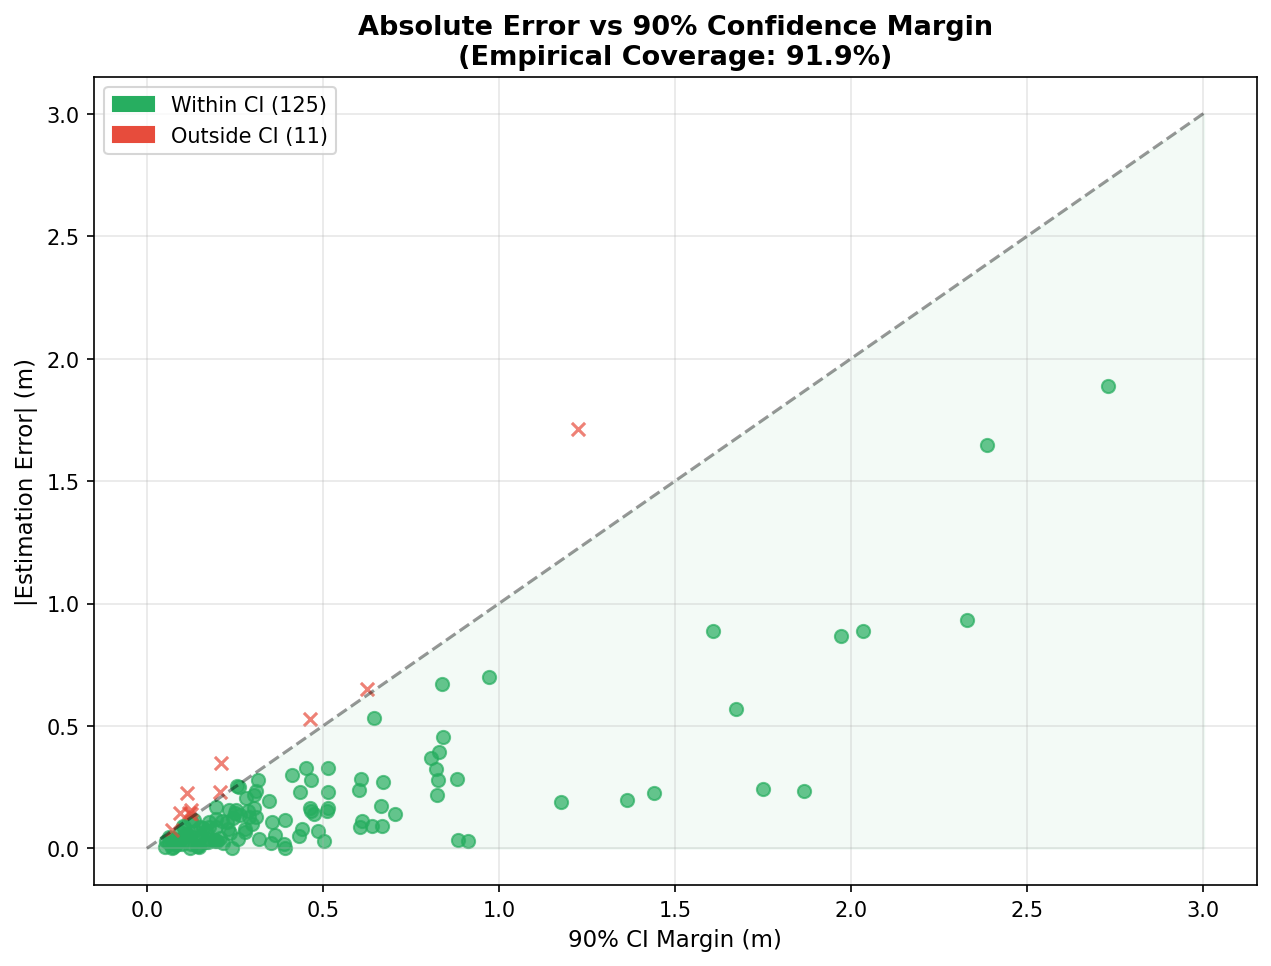 Absolute Error vs 90% Confidence Margin
(Empirical Coverage: 91.9%)
Within CI (125)
Outside CI (11)
3.0
2.5
2.0
1.5
1.0
0.5
0.0
|Estimation Error| (m)
0.0 0.5 1.0 1.5 2.0 2.5 3.0
90% CI Margin (m)